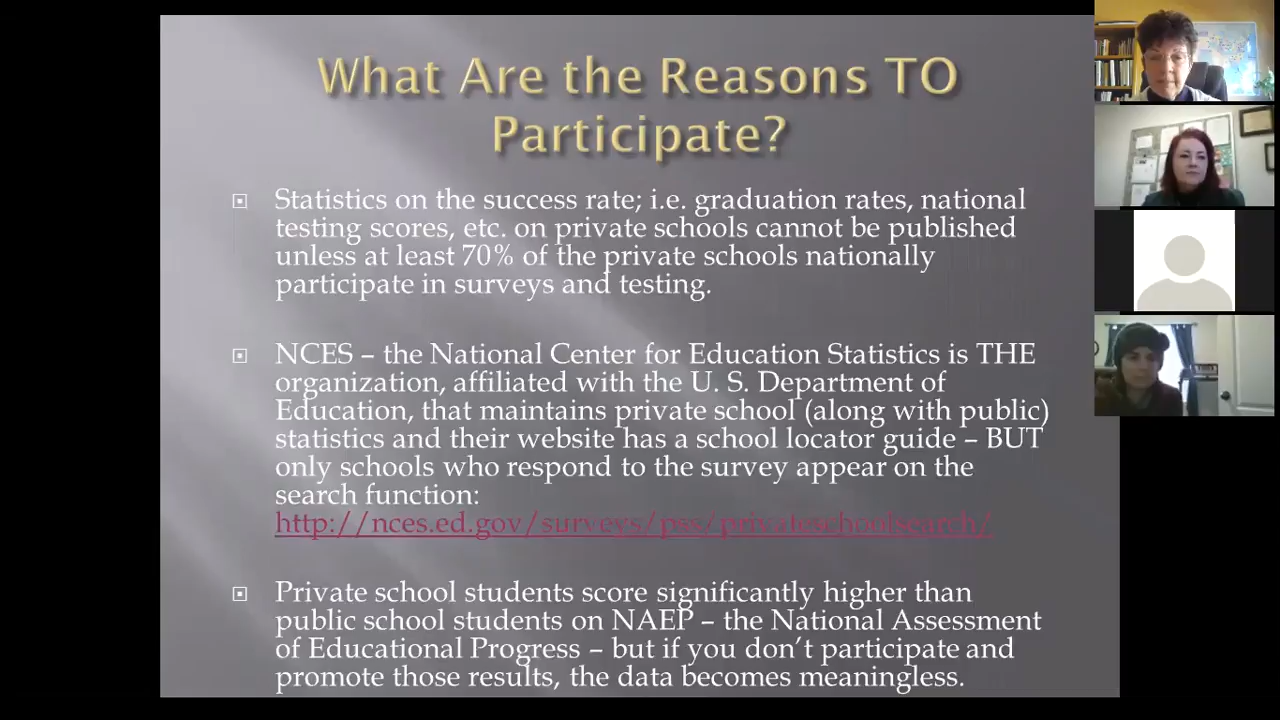 What Are the Reasons TO
Participate?
Statistics on the success rate; i.e. graduation rates, national
testing scores, etc. on private schools cannot be published
unless at least 70% of the private schools nationally
participate in surveys and testing.
NCES – the National Center for Education Statistics is THE
organization, affiliated with the U. S. Department of
Education, that maintains private school (along with public)
statistics and their website has a school locator guide – BUT
only schools who respond to the survey appear on the
search function:
http://nces.ed.gov/surveys/pss/privateschoolsearch/
Private school students score significantly higher than
public school students on NAEP – the National Assessment
of Educational Progress – but if you don’t participate and
promote those results, the data becomes meaningless.